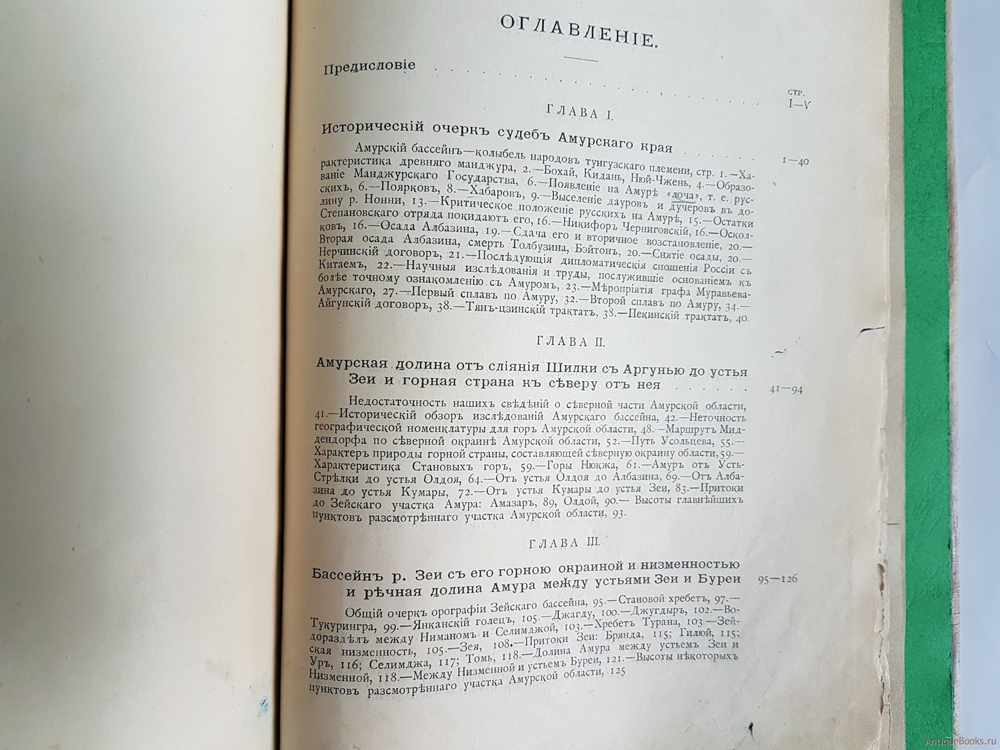 ОГЛАВЛЕНІЕ.
Предисловіе . . . . . . . . . . . . . . . . . . . . .
СТР.
I—V
ГЛАВА I.
Историческій очеркъ судебъ Амурскаго края . . . . . .
1—40
Амурскій бассейнъ—колыбель народовъ тунгузскаго племени, стр. 1.—Ха-
рактеристика древняго манджура, 2.—Бохай, Кидань, Нюй-Чжень, 4.—Образо-
ваніе Манджурскаго Государства, 6.—Появленіе на Амурѣ «лоча», т. е. рус-
скихъ, 6.—Поярковъ, 8.—Хабаровъ, 9.—Выселеніе дауровъ и дучеровъ въ до-
лину р. Нонни, 13.—Критическое положеніе русскихъ на Амурѣ, 15.—Остатки
Степановскаго отряда покидаютъ его, 16.—Никифоръ Черниговскій, 16.—Оскол-
ковъ, 16.—Осада Албазина, 19.—Сдача его и вторичное возстановленіе, 20.—
Вторая осада Албазина, смерть Толбузина, Бэйтонъ, 20.—Снятіе осады, 20.—
Нерчинскій договоръ, 21.—Послѣдующія дипломатическія сношенія Россіи съ
Китаемъ, 22.—Научныя изслѣдованія и труды, послужившіе основаніемъ къ
болѣе точному ознакомленію съ Амуромъ, 23.—Мѣропріятія графа Муравьева-
Амурскаго, 27.—Первый сплавъ по Амуру, 32.—Второй сплавъ по Амуру, 34.—
Айгунскій договоръ, 38.—Тянъ-цзинскій трактатъ, 38.—Пекинскій трактатъ, 40.
ГЛАВА II.
Амурская долина отъ сліянія Шилки съ Аргунью до устья
Зеи и горная страна къ сѣверу отъ нея . . . . . .
41—94
Недостаточность нашихъ свѣдѣній о сѣверной части Амурской области,
41.—Историческій обзоръ изслѣдованій Амурскаго бассейна, 42.—Неточность
географической номенклатуры для горъ Амурской области, 48.—Маршрутъ Мид-
дендорфа по сѣверной окраинѣ Амурской области, 52.—Путь Усольцева, 55.—
Характеръ природы горной страны, составляющей сѣверную окраину области, 59.—
Характеристика Становыхъ горъ, 59.—Горы Нюкжа, 61.—Амуръ отъ Усть-
Стрѣлки до устья Олдоя, 64.—Отъ устья Олдоя до Албазина, 69.—Отъ Алба-
зина до устья Кумары, 72.—Отъ устья Кумары до устья Зеи, 83.—Притоки
до Зейскаго участка Амура: Амазаръ, 89, Олдой, 90.— Высоты главнѣйшихъ
пунктовъ разсмотрѣннаго участка Амурской области, 93.
ГЛАВА III.
Бассейнъ р. Зеи съ его горною окраиной и низменностью
и рѣчная долина Амура между устьями Зеи и Буреи
95—126
Общій очеркъ орографіи Зейскаго бассейна, 95.—Становой хребетъ, 97.—
Тукурингра, 99.—Янканскій голецъ, 105.—Джагду, 100.—Джугдыръ, 102.—Во-
дораздѣлъ между Ниманомъ и Селимджой, 103.—Хребетъ Турана, 103.—Зей-
ская низменность, 105.—Зея, 108.—Притоки Зеи: Брянда, 115; Гилюй, 115;
Уръ, 116; Селимджа, 117; Томь, 118.—Долина Амура между устьемъ Зеи и
Низменной, 118.—Между Низменной и устьемъ Буреи, 121.—Высоты нѣкоторыхъ
пунктовъ разсмотрѣннаго участка Амурской области, 125
AntiqueBooks.ru